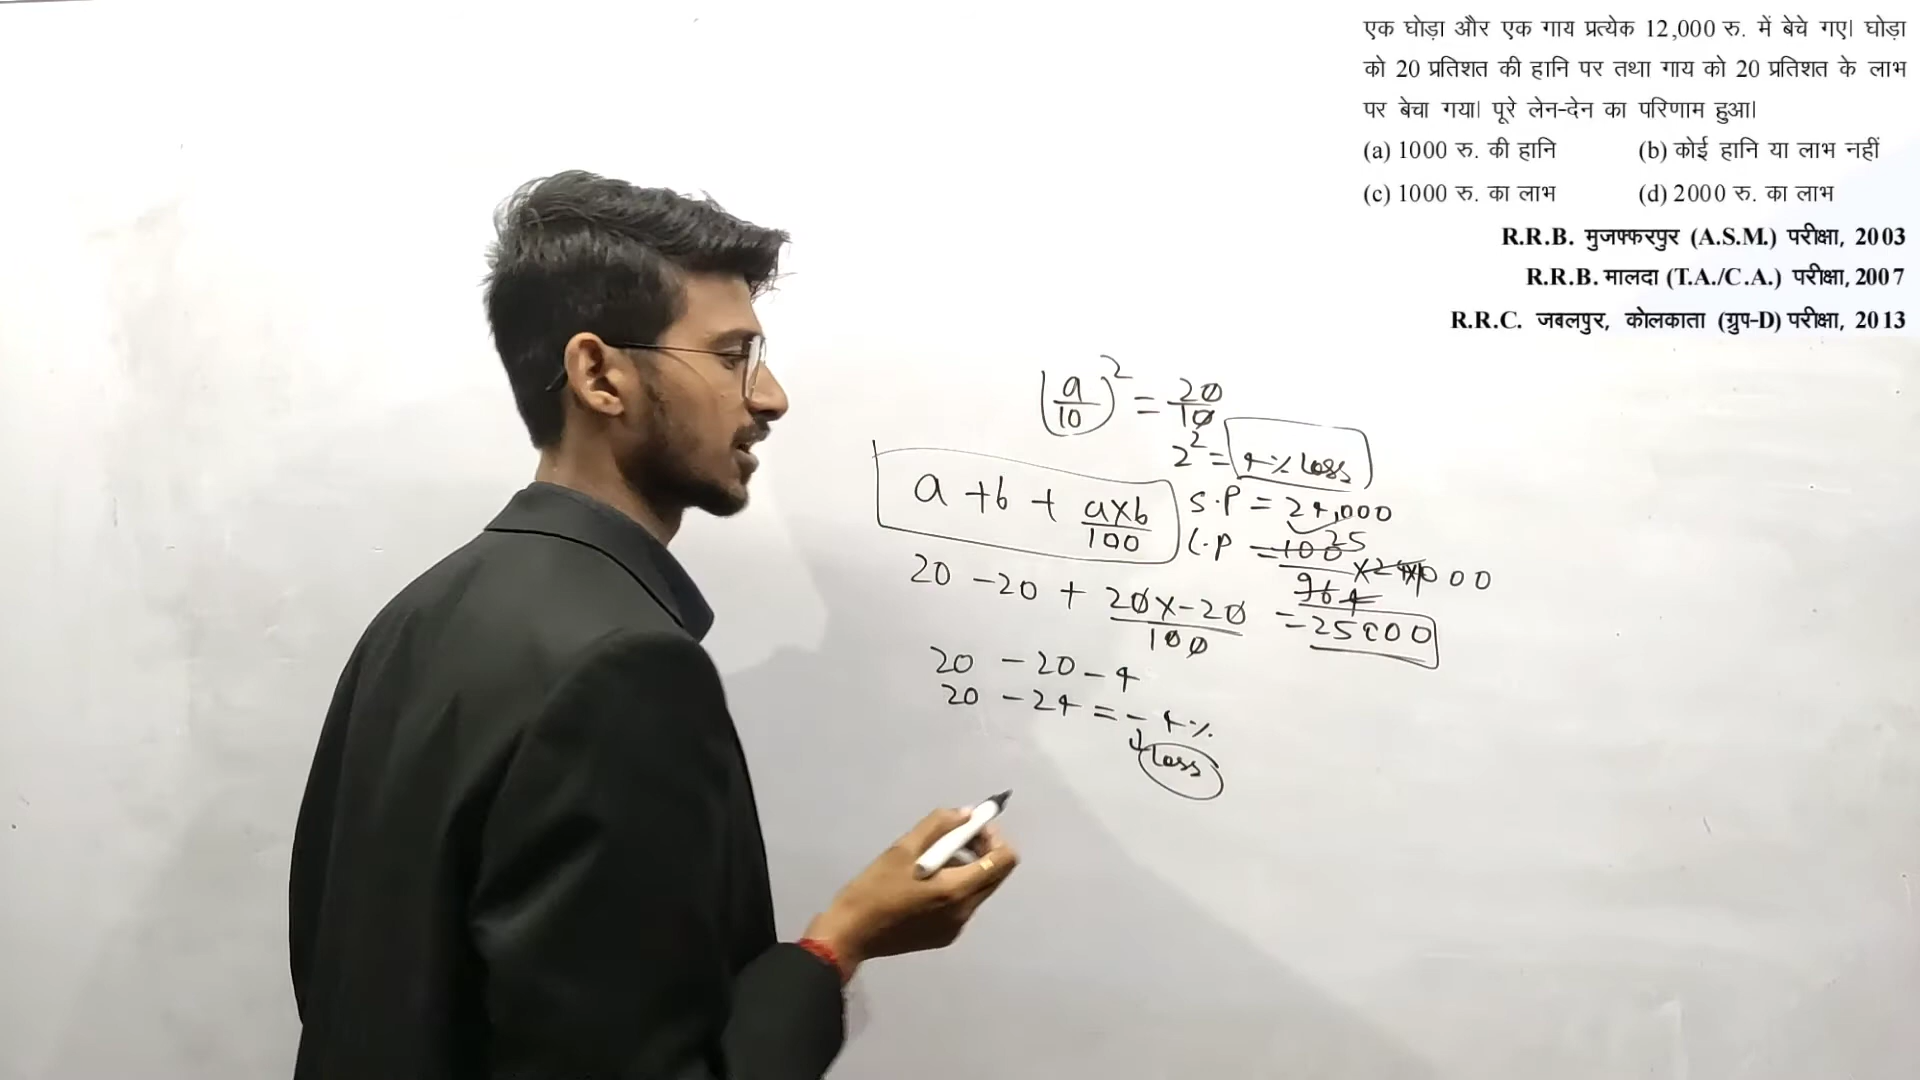 एक घोड़ा और एक गाय प्रत्येक 12,000 रु. में बेचे गए। घोड़ा
को 20 प्रतिशत की हानि पर तथा गाय को 20 प्रतिशत के लाभ
पर बेचा गया। पूरे लेन-देन का परिणाम हुआ।
(a) 1000 रु. की हानि (b) कोई हानि या लाभ नहीं
(c) 1000 रु. का लाभ (d) 2000 रु. का लाभ
R.R.B. मुजफ्फरपुर (A.S.M.) परीक्षा, 2003
R.R.B. मालदा (T.A./C.A.) परीक्षा, 2007
R.R.C. जबलपुर, कोलकाता (ग्रुप-D) परीक्षा, 2013
(a/10)² = 20/10
2² = 4% loss
a + b + a×b/100
S.P = 24,000
C.P = 100/96 × 24000
25
4
= 25000
20 - 20 + 20×-20/100
20 - 20 - 4
20 - 24 = - 4%
↓
Loss